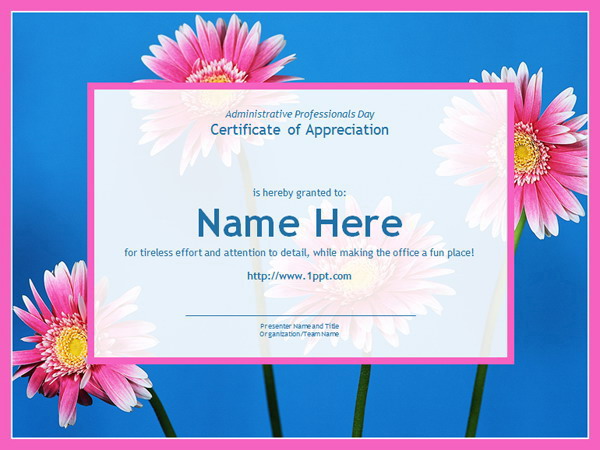 Administrative Professionals Day
Certificate of Appreciation
is hereby granted to:
Name Here
for tireless effort and attention to detail, while making the office a fun place!
http://www.1ppt.com
Presenter Name and Title
Organization/Team Name